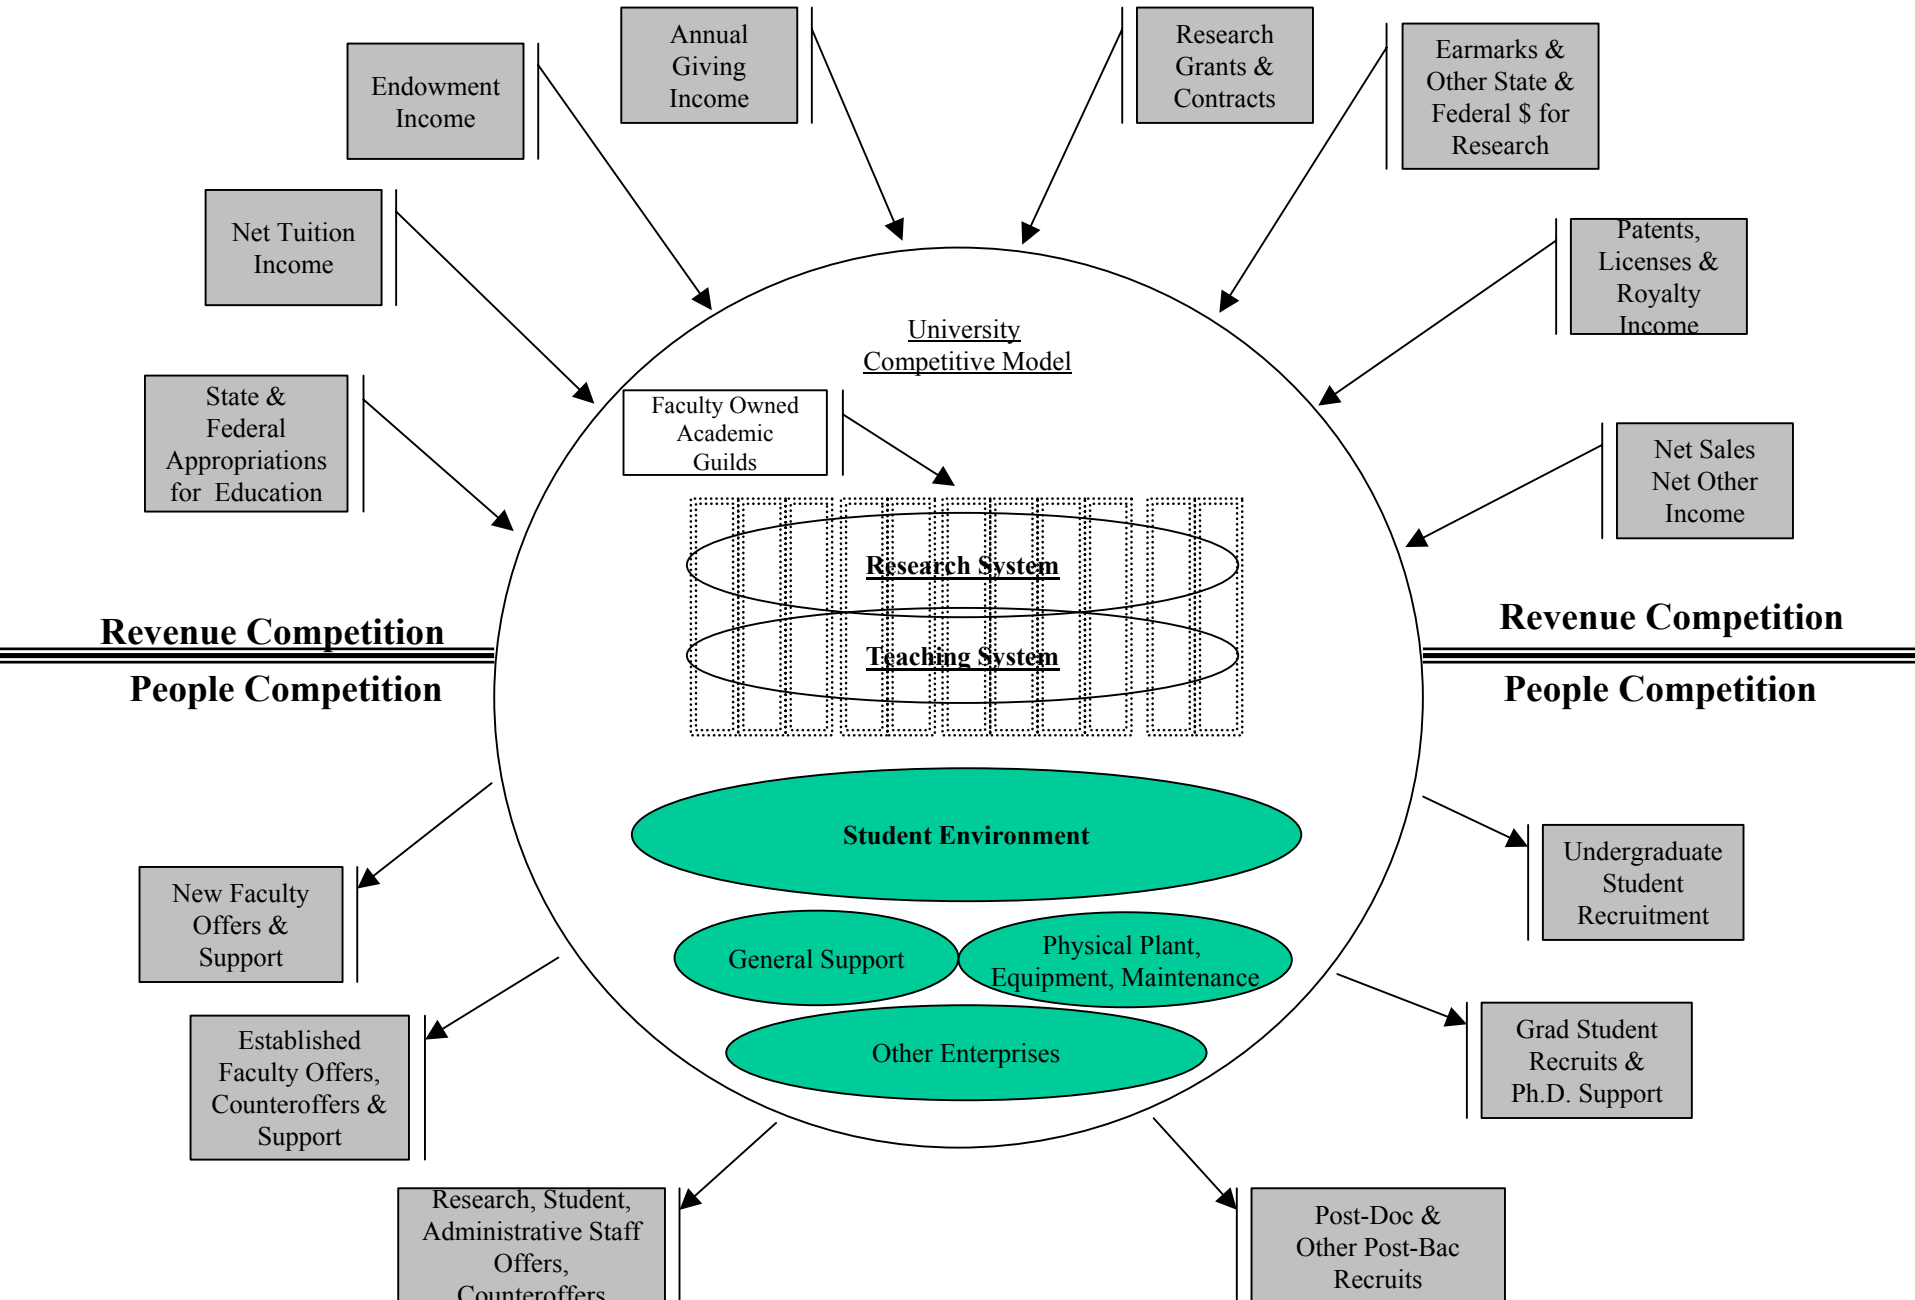 Annual
Giving
Income
Research
Grants &
Contracts
Earmarks &
Other State &
Federal $ for
Research
Endowment
Income
Net Tuition
Income
Patents,
Licenses &
Royalty
Income
State &
Federal
Appropriations
for Education
Net Sales
Net Other
Income
University
Competitive Model
Faculty Owned
Academic
Guilds
Research System
Teaching System
Revenue Competition
People Competition
Revenue Competition
People Competition
Student Environment
General Support
Physical Plant,
Equipment, Maintenance
Other Enterprises
New Faculty
Offers &
Support
Established
Faculty Offers,
Counteroffers &
Support
Research, Student,
Administrative Staff
Offers,
Counteroffers
Undergraduate
Student
Recruitment
Grad Student
Recruits &
Ph.D. Support
Post-Doc &
Other Post-Bac
Recruits